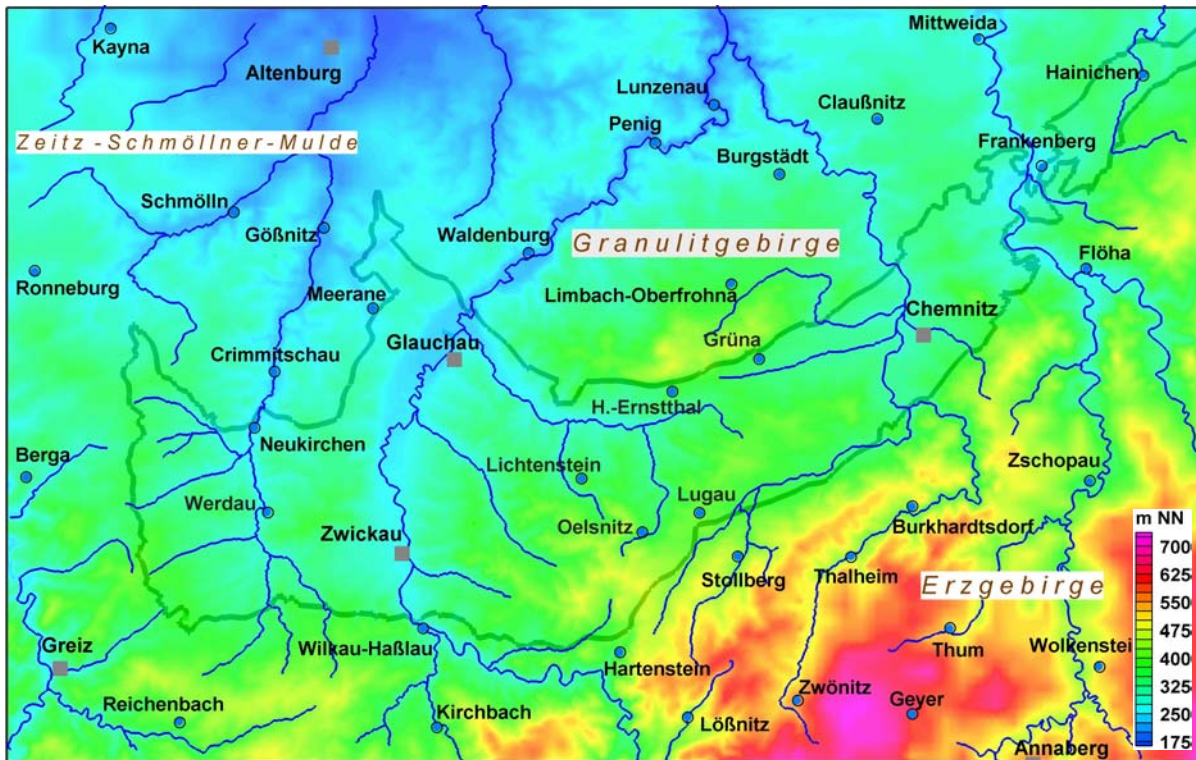 Kayna
Altenburg
Mittweida
Hainichen
Lunzenau
Claußnitz
Penig
Zeitz-Schmöllner-Mulde
Burgstädt
Frankenberg
Schmölln
Gößnitz
Waldenburg
Granulitgebirge
Flöha
Ronneburg
Meerane
Limbach-Oberfrohna
Chemnitz
Glauchau
Grüna
Crimmitschau
H.-Ernstthal
Neukirchen
Berga
Lichtenstein
Zschopau
Werdau
Lugau
Oelsnitz
Burkhardtsdorf
Zwickau
Stollberg
Thalheim
Erzgebirge
Greiz
Wilkau-Haßlau
Hartenstein
Thum
Wolkenstei
Reichenbach
Kirchbach
Lößnitz
Zwönitz
Geyer
Annaberg
m NN
700
625
550
475
400
325
250
175